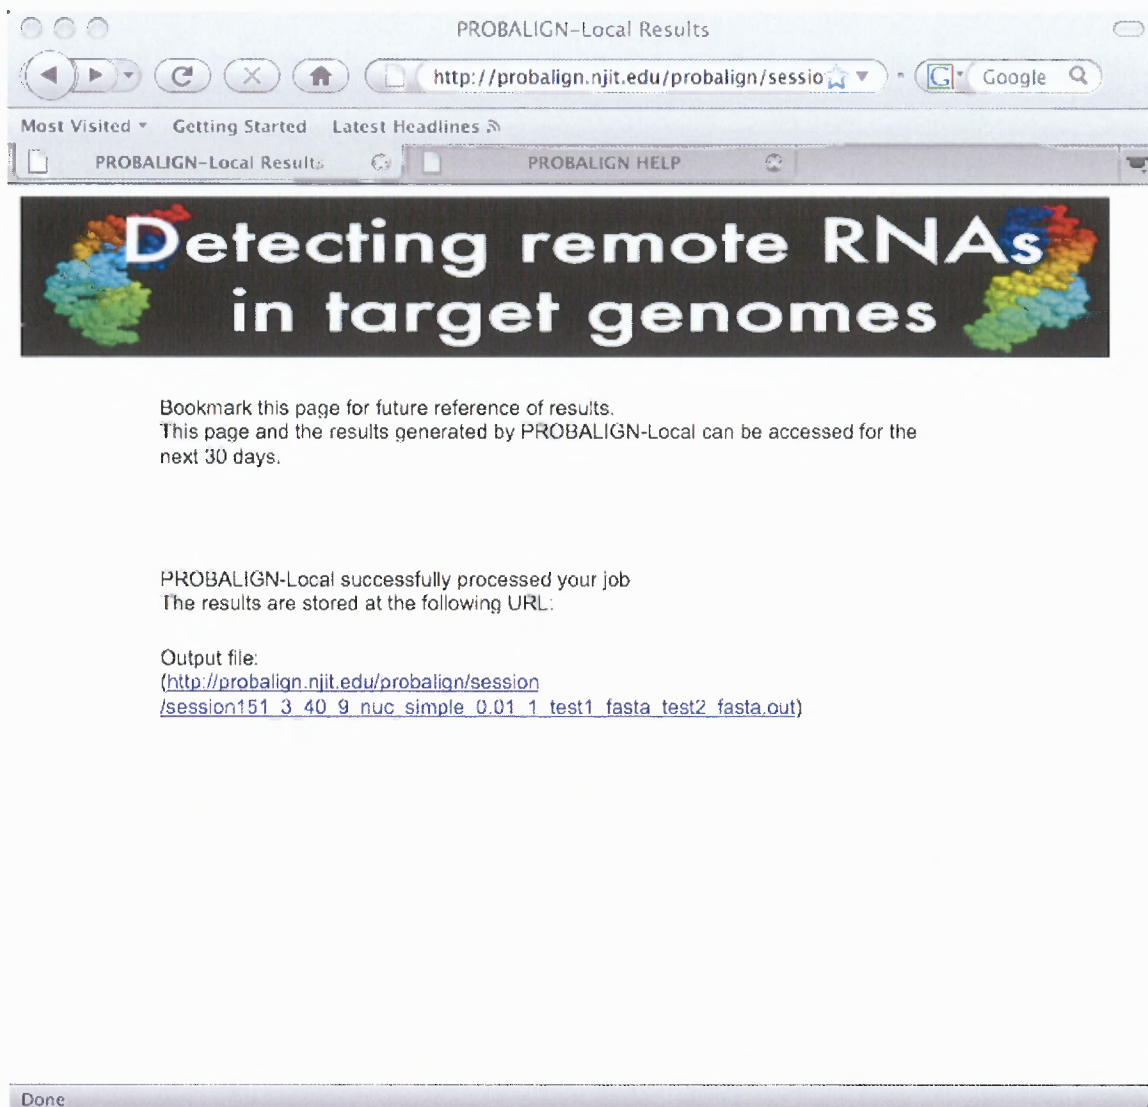 PROBALIGN-Local Results
http://probalign.njit.edu/probalign/sessio
G Google
Most Visited Getting Started Latest Headlines
PROBALIGN-Local Results PROBALIGN HELP
Detecting remote RNAs
in target genomes
Bookmark this page for future reference of results.
This page and the results generated by PROBALIGN-Local can be accessed for the
next 30 days.
PROBALIGN-Local successfully processed your job
The results are stored at the following URL:
Output file:
(http://probalign.njit.edu/probalign/session
/session151_3_40_9_nuc_simple_0.01_1_test1_fasta_test2_fasta.out)
Done